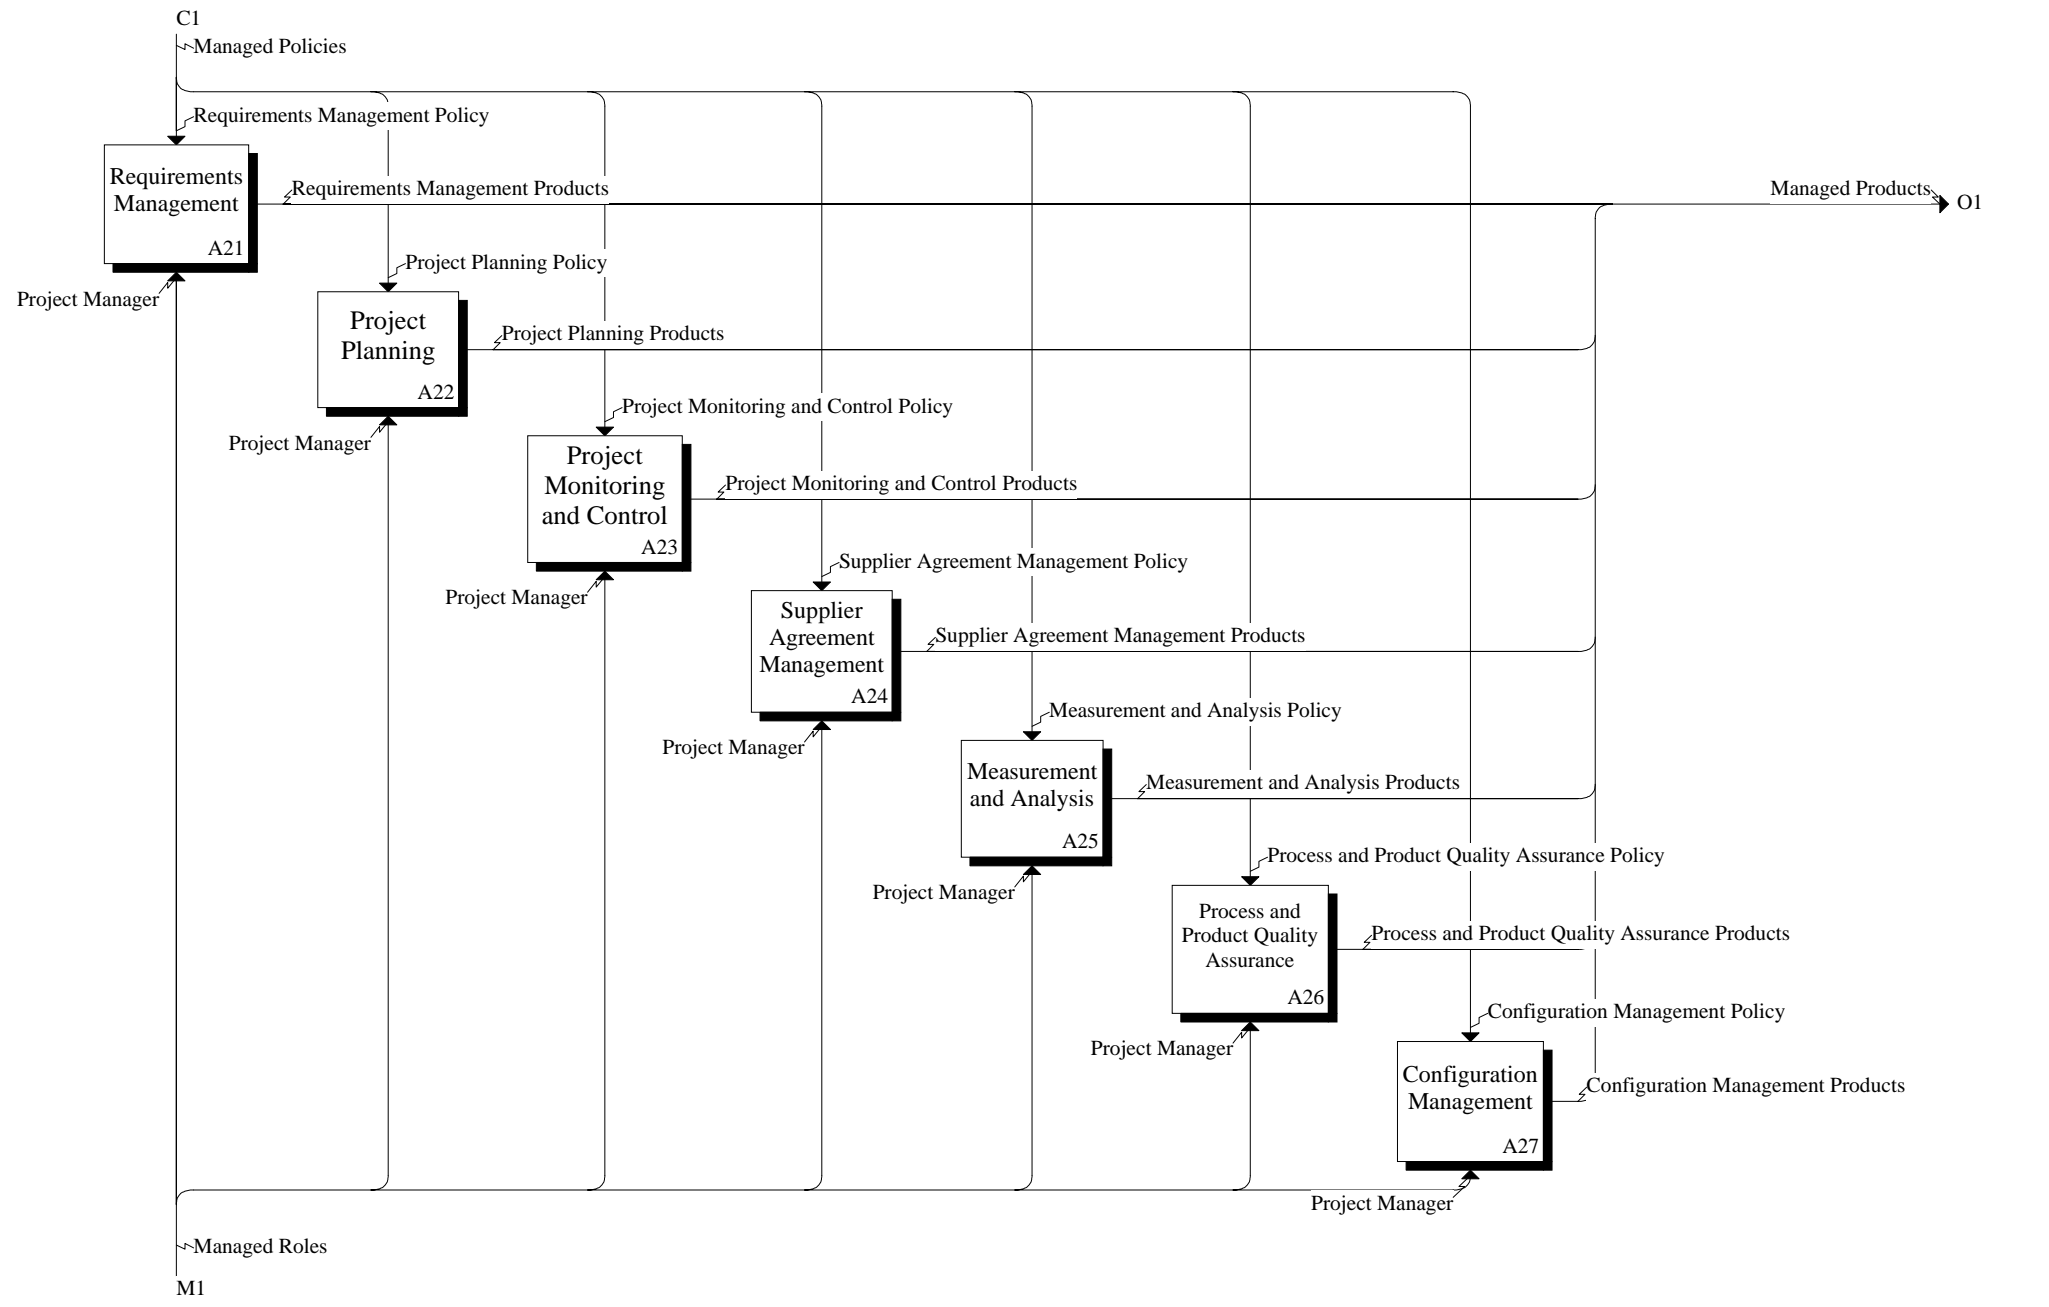 C1
Managed Policies
Requirements Management Policy
Requirements
Management
A21
Requirements Management Products
Managed Products
O1
Project Manager
Project Planning Policy
Project
Planning
A22
Project Planning Products
Project Manager
Project Monitoring and Control Policy
Project
Monitoring
and Control
A23
Project Monitoring and Control Products
Project Manager
Supplier Agreement Management Policy
Supplier
Agreement
Management
A24
Supplier Agreement Management Products
Project Manager
Measurement and Analysis Policy
Measurement
and Analysis
A25
Measurement and Analysis Products
Project Manager
Process and Product Quality Assurance Policy
Process and
Product Quality
Assurance
A26
Process and Product Quality Assurance Products
Project Manager
Configuration Management Policy
Configuration
Management
A27
Configuration Management Products
Project Manager
Managed Roles
M1